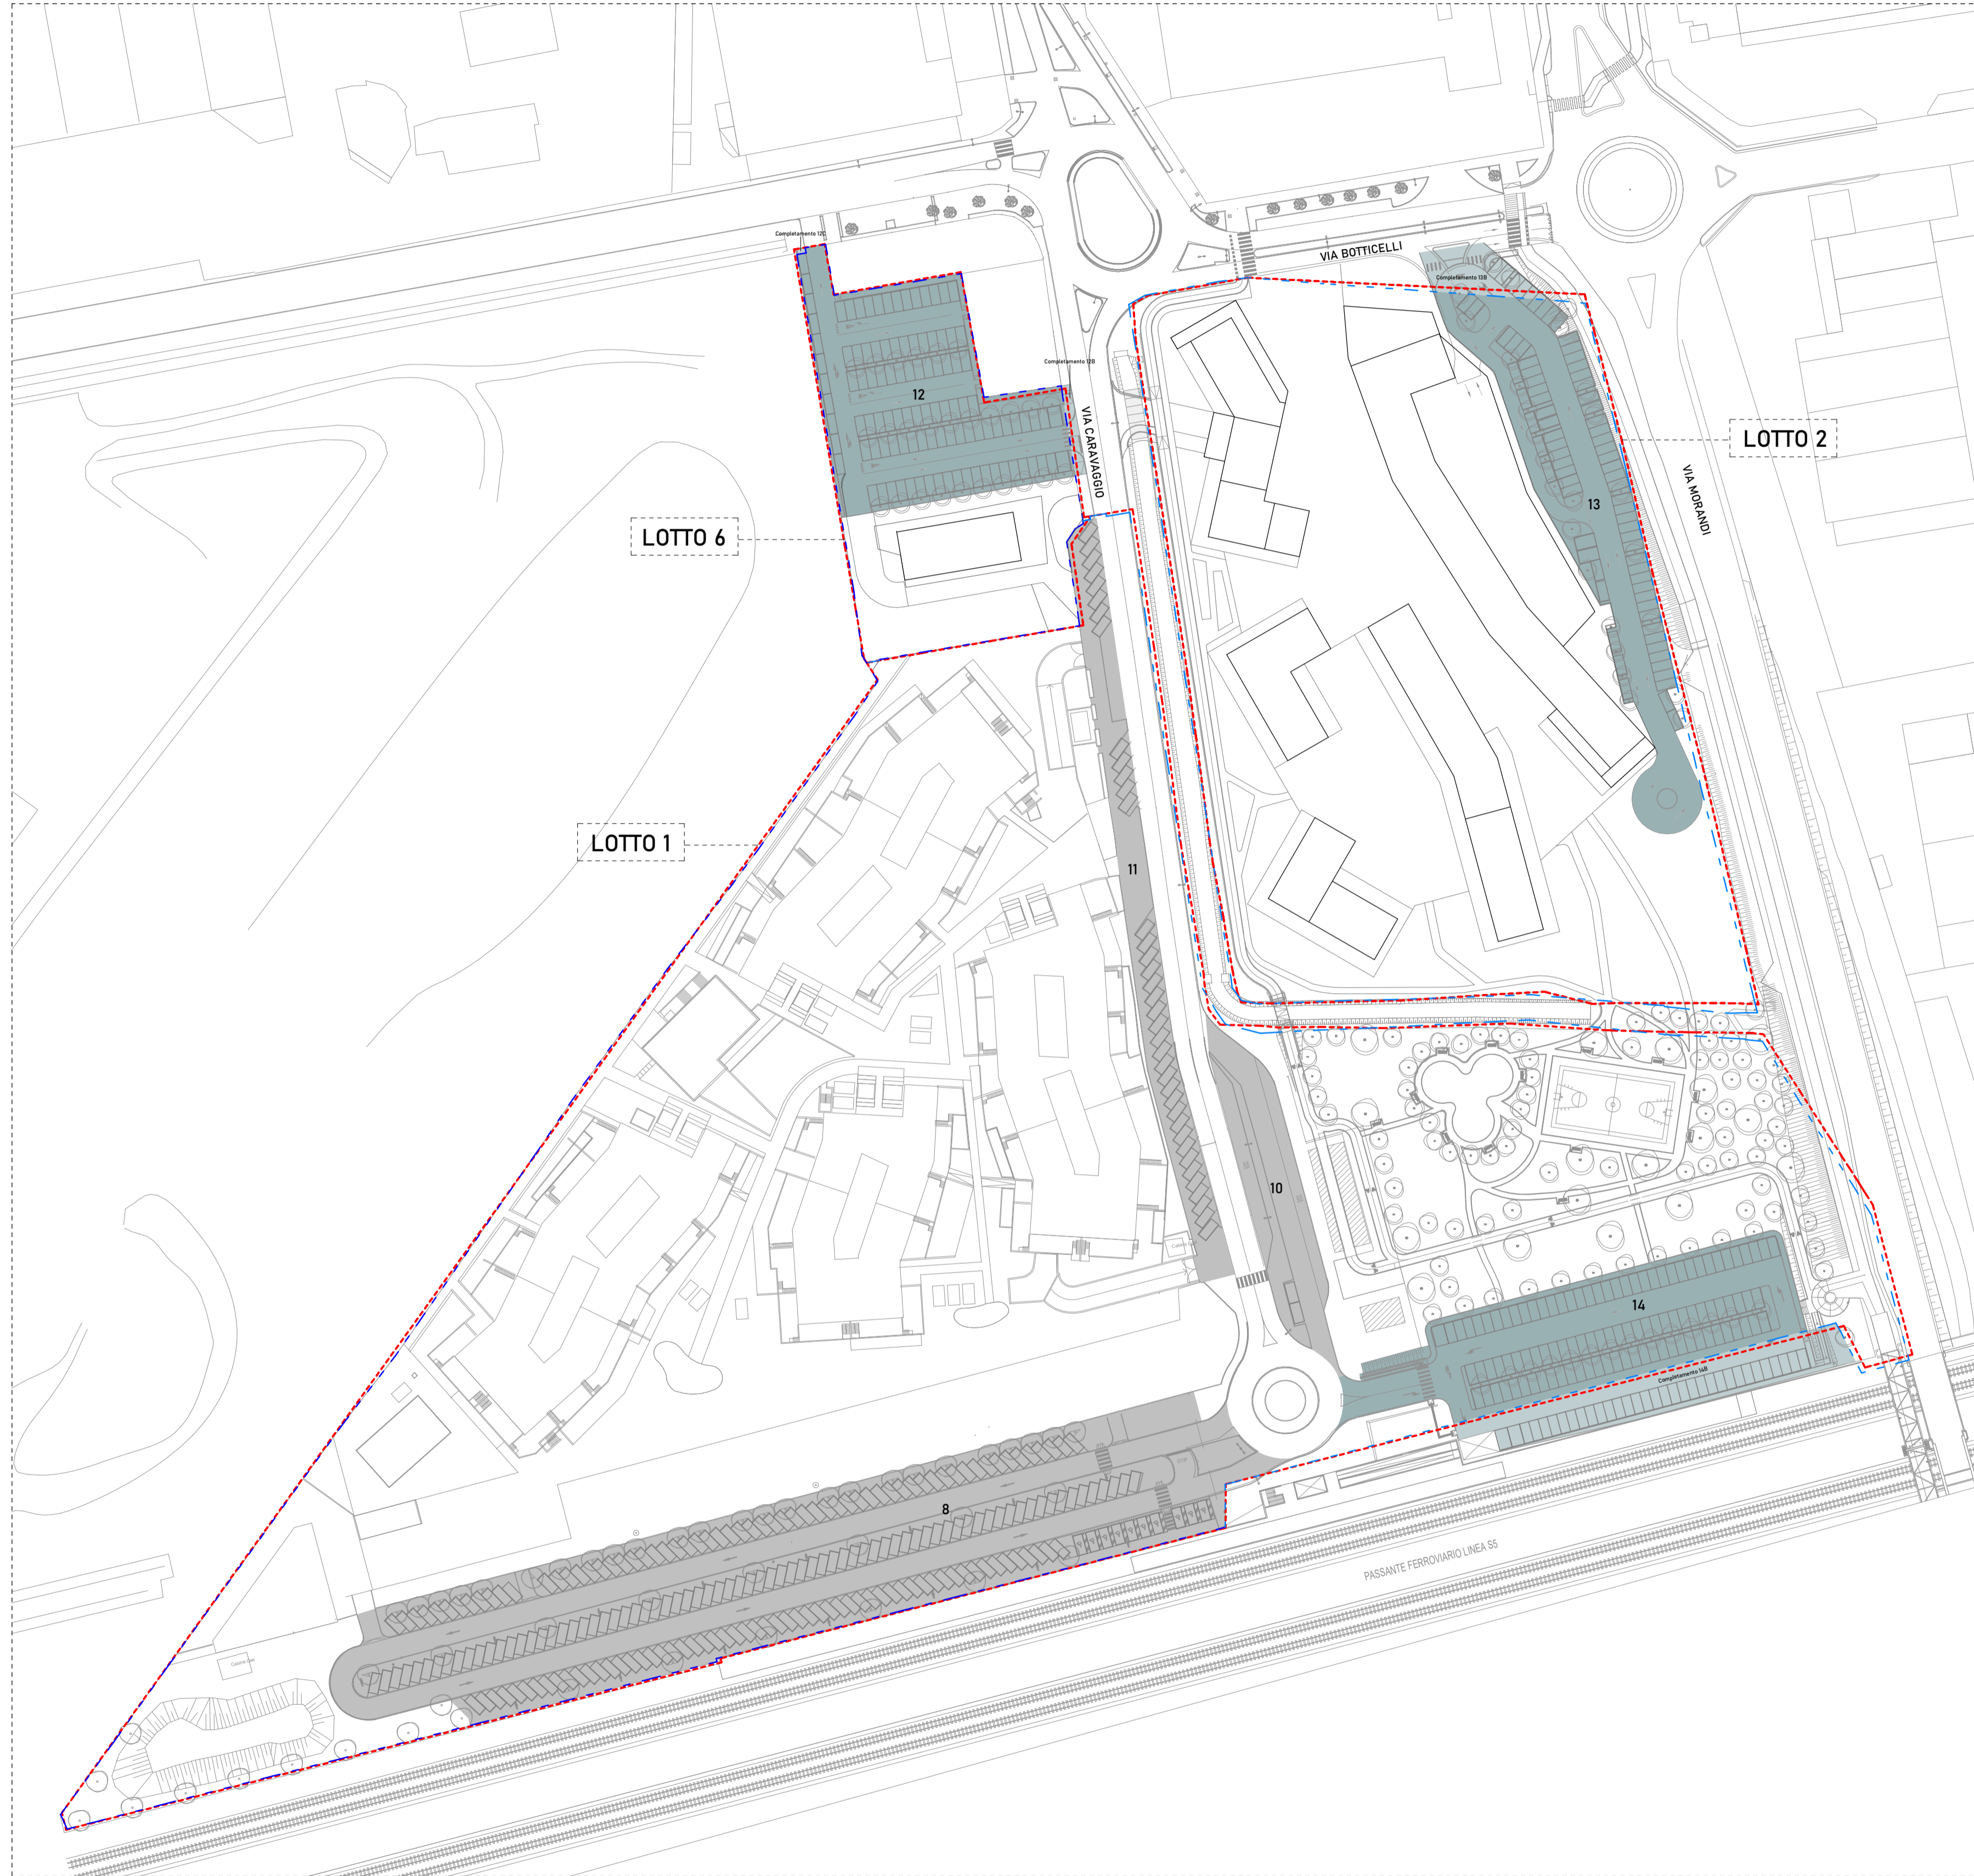 Completamento 12C
VIA BOTTICELLI
Completamento 13B
Completamento 12B
12
VIA CARAVAGGIO
LOTTO 2
VIA MORANDI
13
LOTTO 6
LOTTO 1
11
10
14
Completamento 14B
8
PASSANTE FERROVIARIO LINEA S5